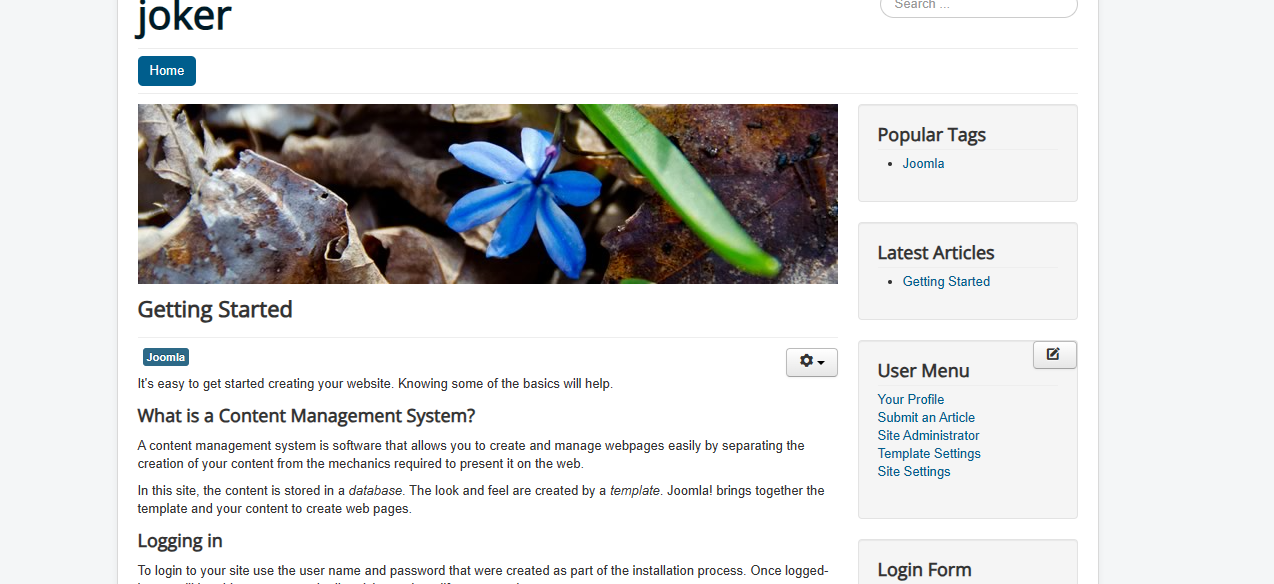 joker
Search ...
Home
Getting Started
Joomla
It's easy to get started creating your website. Knowing some of the basics will help.
What is a Content Management System?
A content management system is software that allows you to create and manage webpages easily by separating the
creation of your content from the mechanics required to present it on the web.
In this site, the content is stored in a database. The look and feel are created by a template. Joomla! brings together the
template and your content to create web pages.
Logging in
To login to your site use the user name and password that were created as part of the installation process. Once logged-
Popular Tags
Joomla
Latest Articles
Getting Started
User Menu
Your Profile
Submit an Article
Site Administrator
Template Settings
Site Settings
Login Form